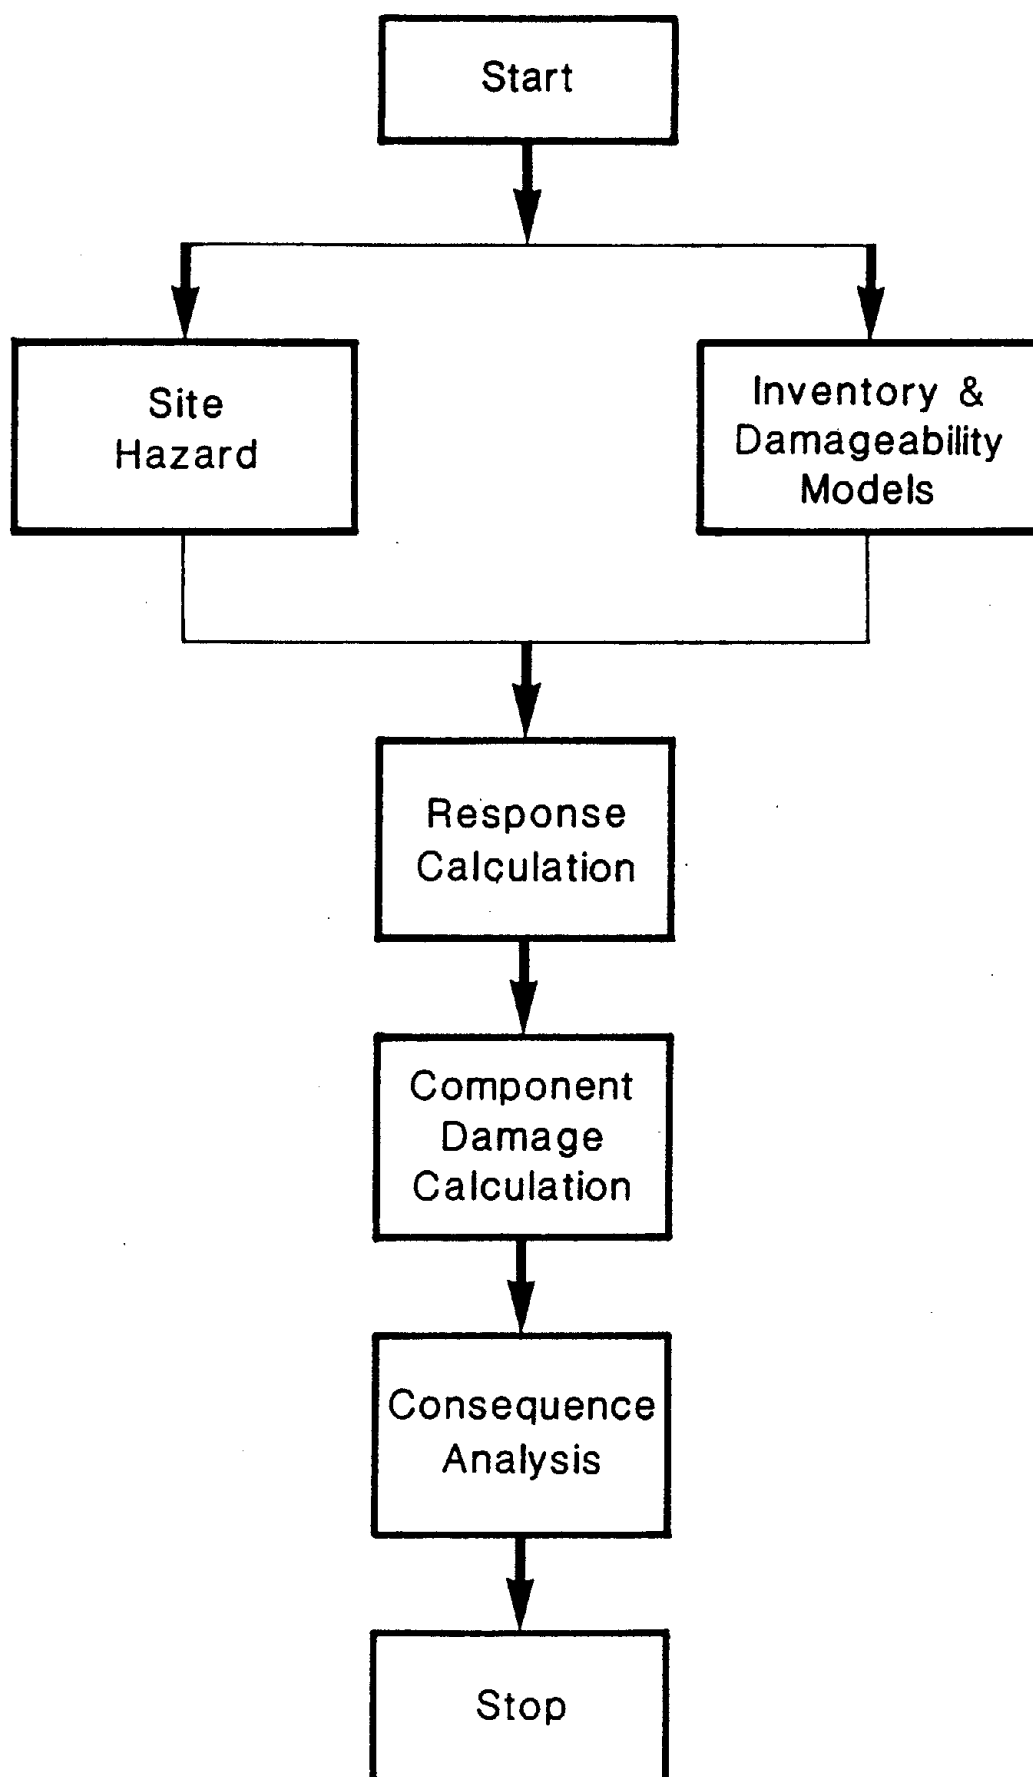 Start
Site
Hazard
Inventory &
Damageability
Models
Response
Calculation
Component
Damage
Calculation
Consequence
Analysis
Stop